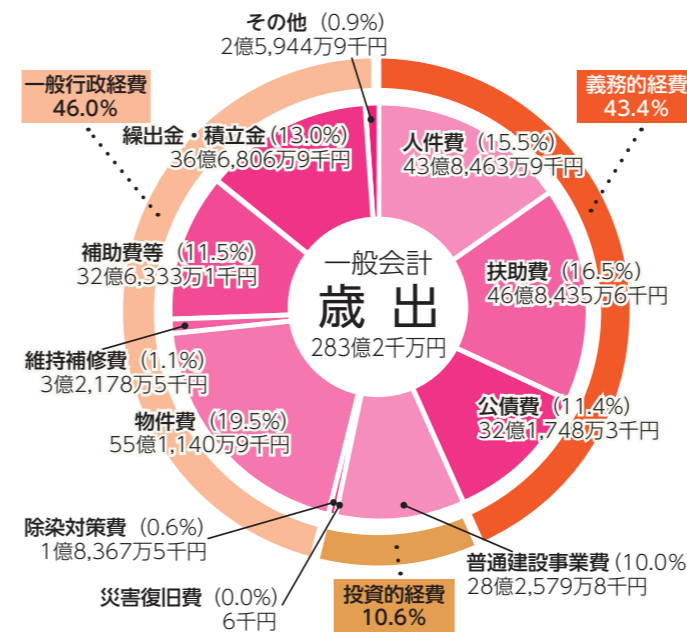 その他（0.9%）
2億5,944万9千円
一般行政経費
46.0%
義務的経費
43.4%
繰出金・積立金(13.0%)
36億6,806万9千円
人件費（15.5%）
43億8,463万9千円
補助費等（11.5%）
32億6,333万1千円
一般会計
歳出
283億2千万円
扶助費（16.5%）
46億8,435万6千円
維持補修費（1.1%）
3億2,178万5千円
公債費（11.4%）
32億1,748万3千円
物件費（19.5%）
55億1,140万9千円
除染対策費（0.6%）
1億8,367万5千円
普通建設事業費(10.0%
28億2,579万8千円
災害復旧費（0.0%）
6千円
投資的経費
10.6%